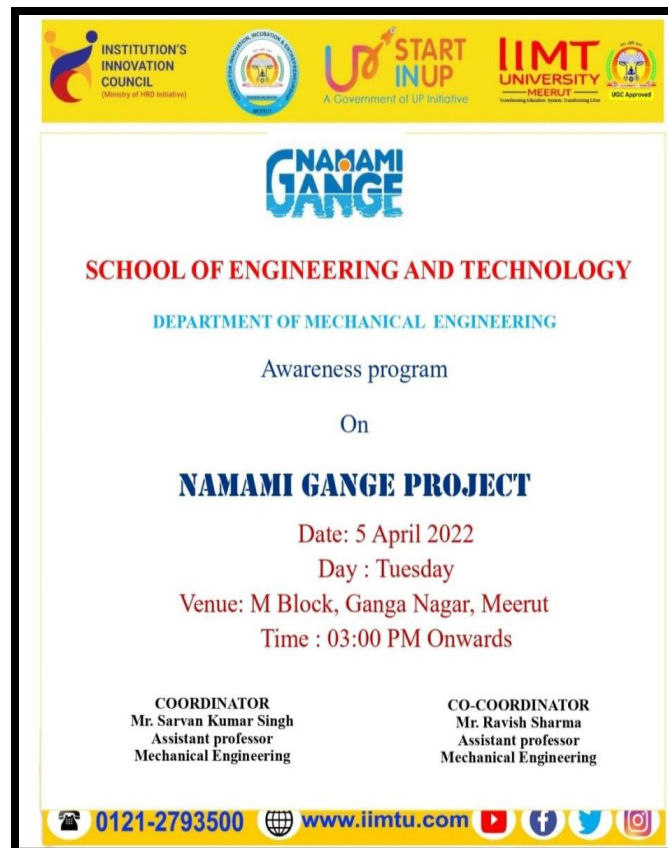 INSTITUTION'S
INNOVATION
COUNCIL
(Ministry of HRD Initiative)
MEERUT
START
INUP
A Government of UP Initiative
IIMT
UNIVERSITY
MEERUT
UGC Approved
NAMAMI
GANGE
SCHOOL OF ENGINEERING AND TECHNOLOGY
DEPARTMENT OF MECHANICAL ENGINEERING
Awareness program
On
NAMAMI GANGE PROJECT
Date: 5 April 2022
Day : Tuesday
Venue: M Block, Ganga Nagar, Meerut
Time : 03:00 PM Onwards
COORDINATOR
Mr. Sarvan Kumar Singh
Assistant professor
Mechanical Engineering
CO-COORDINATOR
Mr. Ravish Sharma
Assistant professor
Mechanical Engineering
0121-2793500 www.iimtu.com